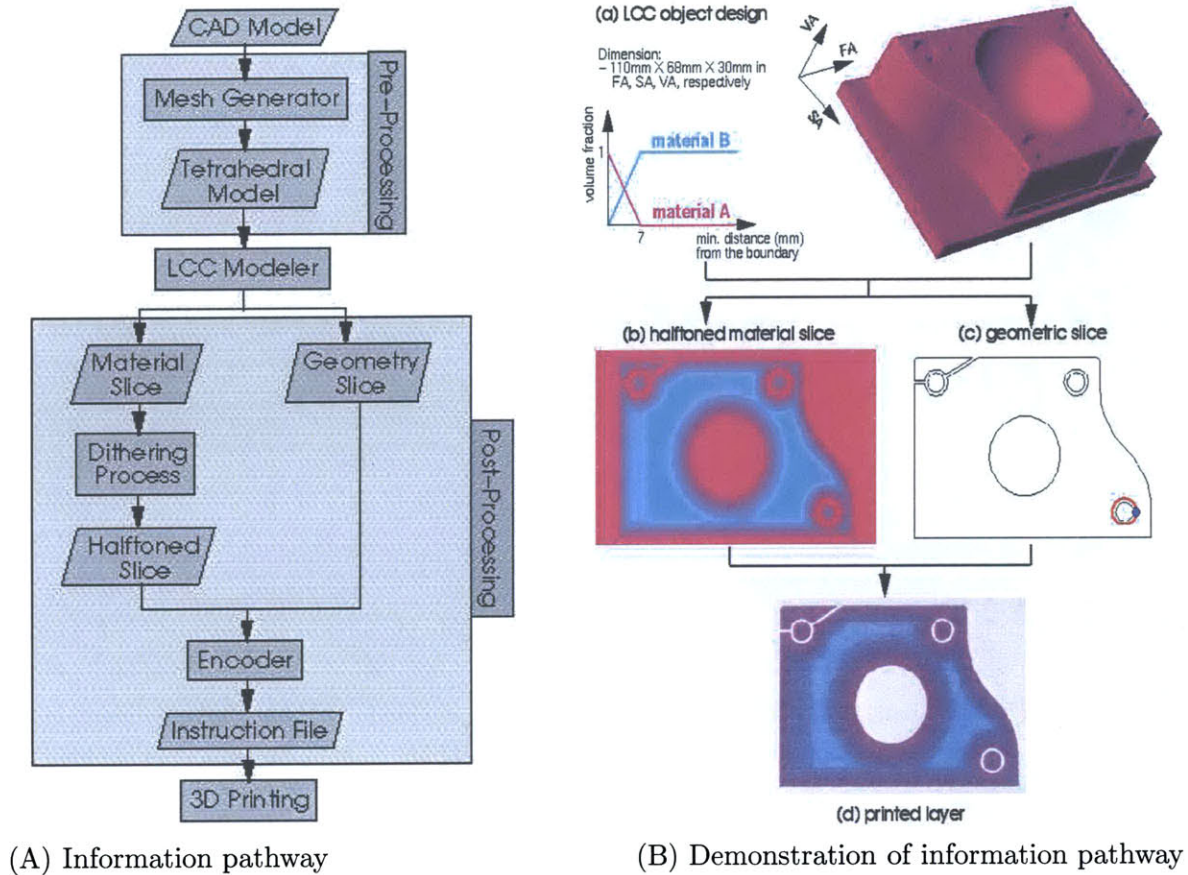 CAD Model
Pre-Processing
Mesh Generator
Tetrahedral
Model
LCC Modeler
Post-Processing
Material
Slice
Geometry
Slice
Dithering
Process
Halftoned
Slice
Encoder
Instruction File
3D Printing
(A) Information pathway
(a) LCC object design
Dimension:
- 110mm X 68mm X 30mm in
FA, SA, VA, respectively
VA
FA
SA
volume fraction
1
material B
material A
7
min. distance (mm)
from the boundary
(b) halftoned material slice
(c) geometric slice
(d) printed layer
(B) Demonstration of information pathway